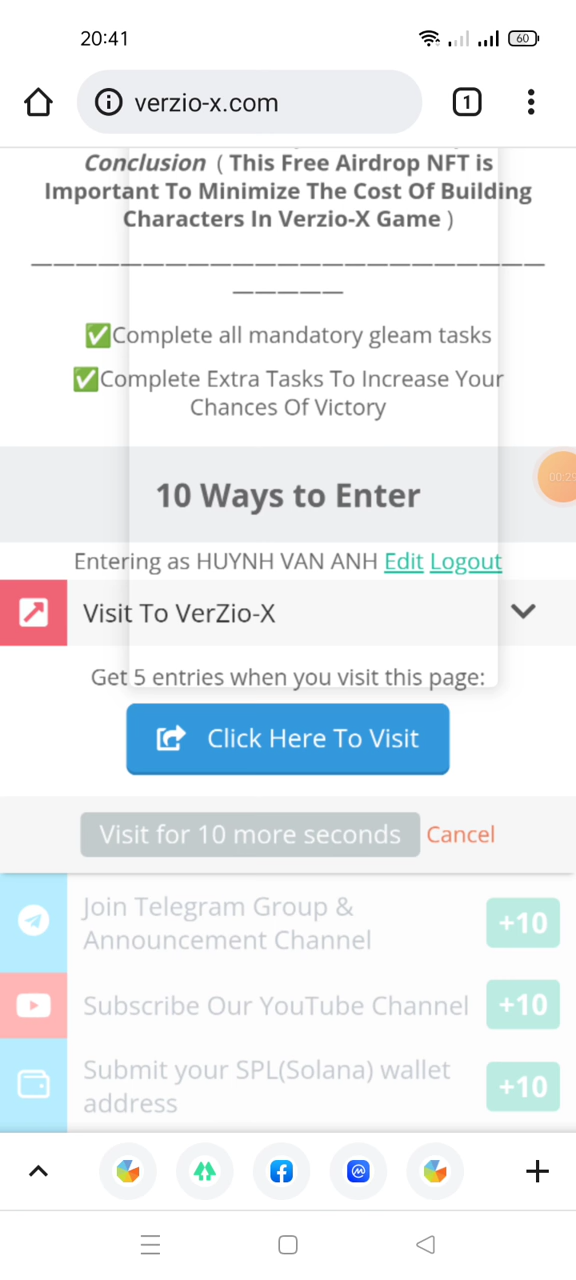 20:41
60
verzio-x.com
1
Conclusion ( This Free Airdrop NFT is
Important To Minimize The Cost Of Building
Characters In Verzio-X Game )
———————————————————————
—————
✅Complete all mandatory gleam tasks
✅Complete Extra Tasks To Increase Your
Chances Of Victory
00:29
10 Ways to Enter
Entering as HUYNH VAN ANH Edit Logout
Visit To VerZio-X
Get 5 entries when you visit this page:
Click Here To Visit
Visit for 10 more seconds Cancel
Join Telegram Group &
Announcement Channel
+10
Subscribe Our YouTube Channel
+10
Submit your SPL(Solana) wallet
address
+10